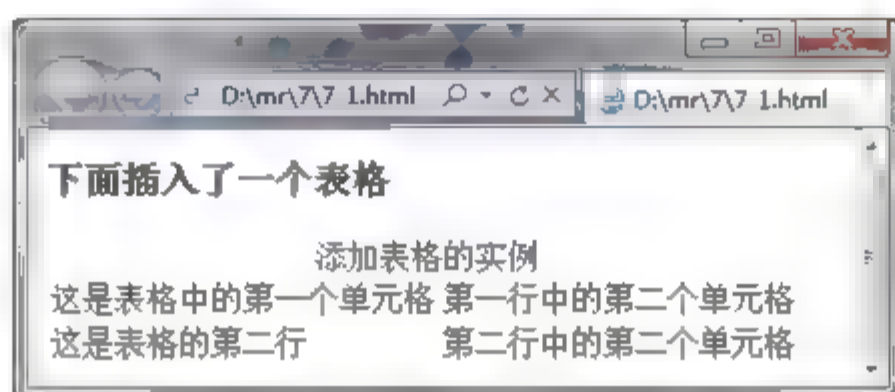 D:\mr\7\7 1.html D:\mr\7\7 1.html
下面插入了一个表格
添加表格的实例
这是表格中的第一个单元格 第一行中的第二个单元格
这是表格的第二行 第二行中的第二个单元格